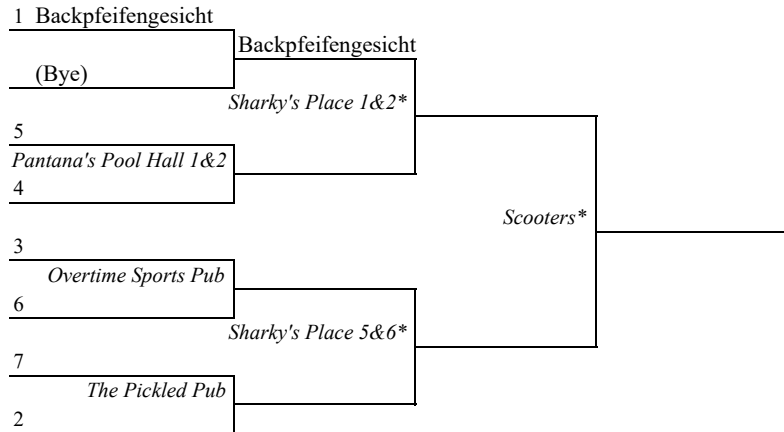 1 Backpfeifengesicht
Backpfeifengesicht
(Bye)
Sharky's Place 1&2*
5
Pantana's Pool Hall 1&2
4
Scooters*
3
Overtime Sports Pub
6
Sharky's Place 5&6*
7
The Pickled Pub
2